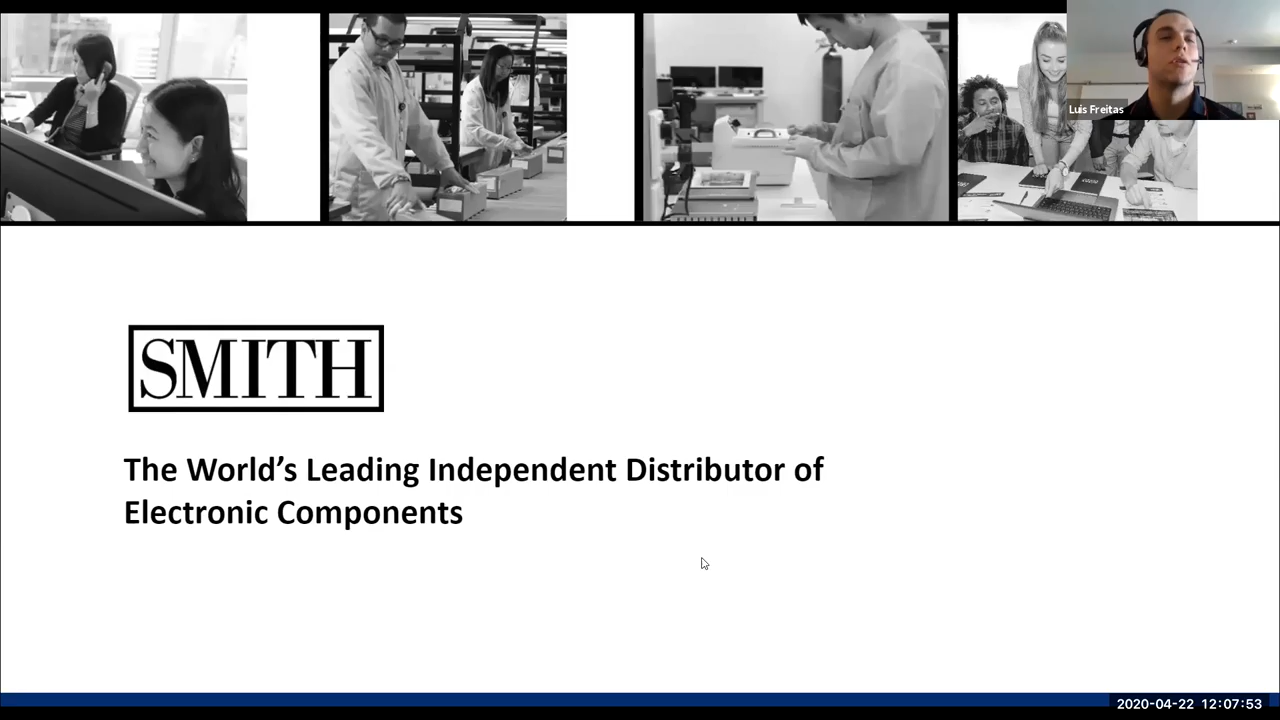 Luis Freitas
SMITH
The World's Leading Independent Distributor of
Electronic Components
2020-04-22 12:07:53